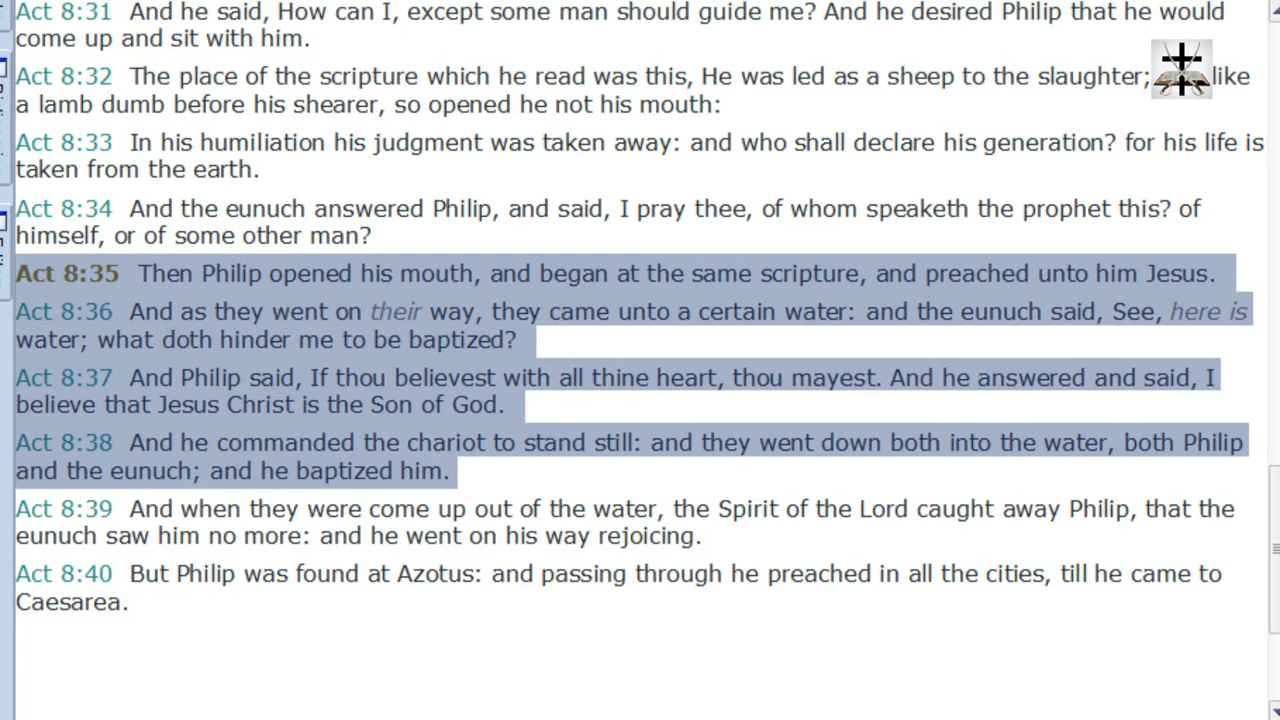 Act 8:31 And he said, How can I, except some man should guide me? And he desired Philip that he would
come up and sit with him.
Act 8:32 The place of the scripture which he read was this, He was led as a sheep to the slaughter; like
a lamb dumb before his shearer, so opened he not his mouth:
Act 8:33 In his humiliation his judgment was taken away: and who shall declare his generation? for his life is
taken from the earth.
Act 8:34 And the eunuch answered Philip, and said, I pray thee, of whom speaketh the prophet this? of
himself, or of some other man?
Act 8:35 Then Philip opened his mouth, and began at the same scripture, and preached unto him Jesus.
Act 8:36 And as they went on their way, they came unto a certain water: and the eunuch said, See, here is
water; what doth hinder me to be baptized?
Act 8:37 And Philip said, If thou believest with all thine heart, thou mayest. And he answered and said, I
believe that Jesus Christ is the Son of God.
Act 8:38 And he commanded the chariot to stand still: and they went down both into the water, both Philip
and the eunuch; and he baptized him.
Act 8:39 And when they were come up out of the water, the Spirit of the Lord caught away Philip, that the
eunuch saw him no more: and he went on his way rejoicing.
Act 8:40 But Philip was found at Azotus: and passing through he preached in all the cities, till he came to
Caesarea.